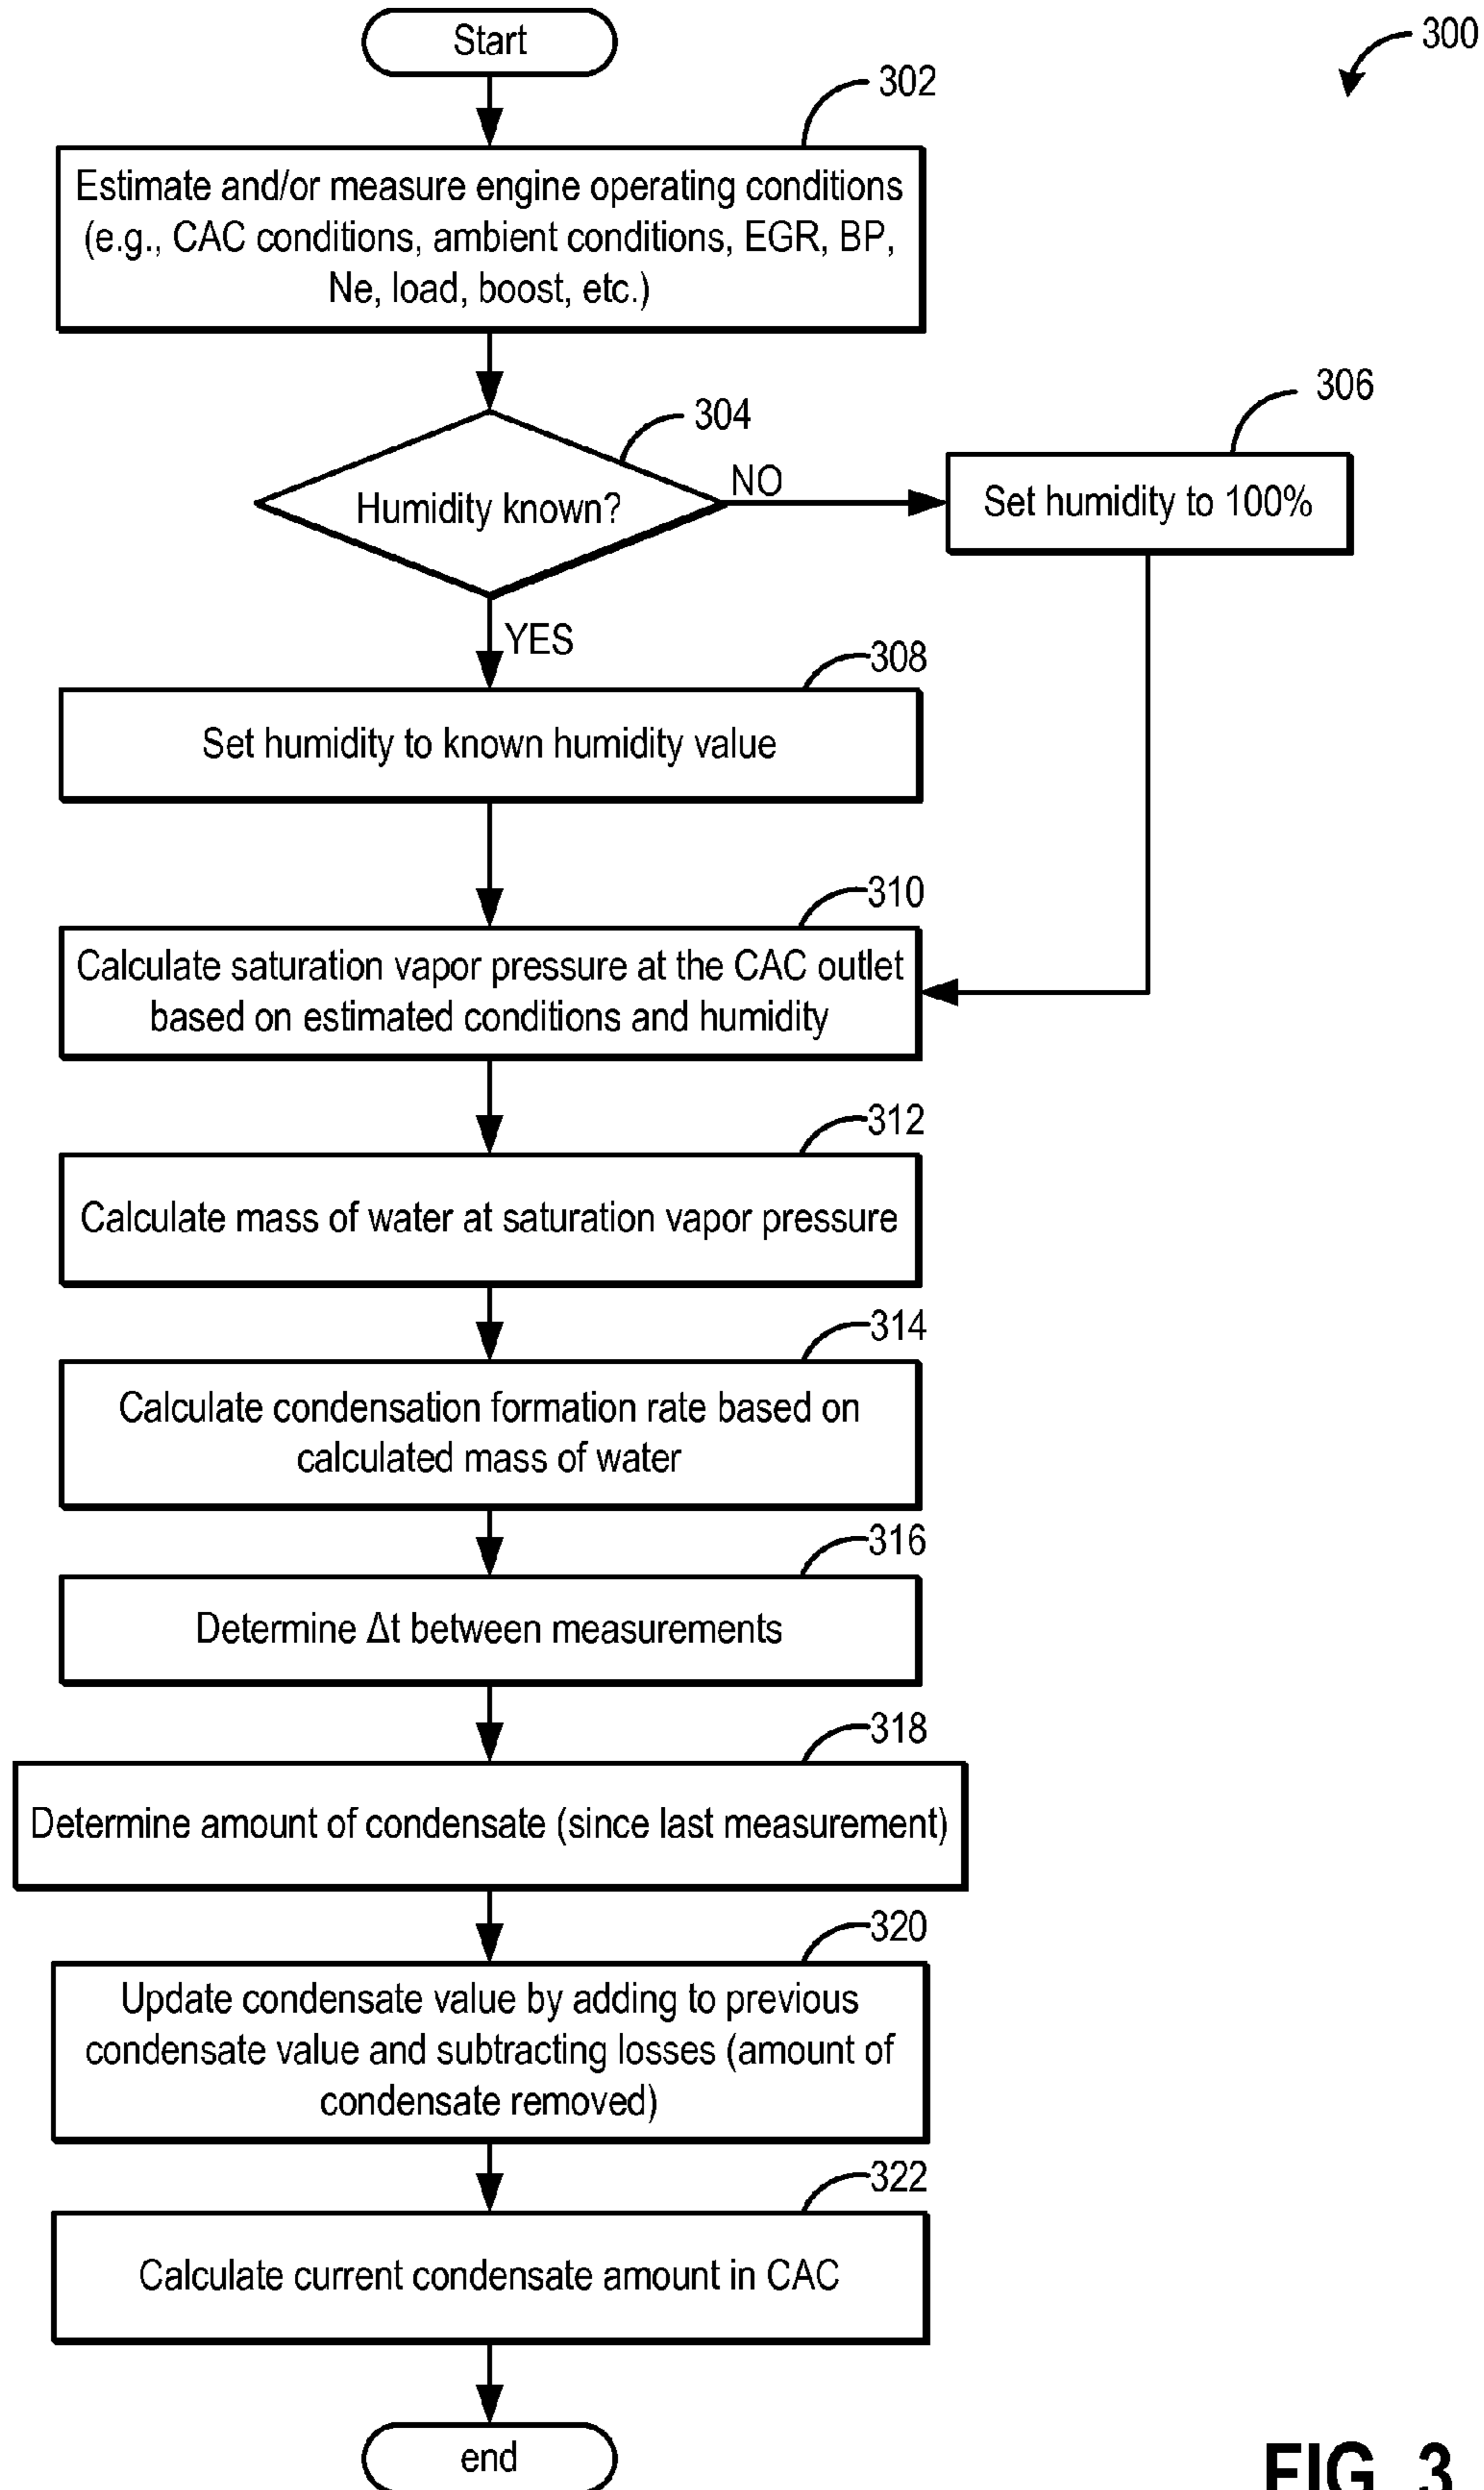 Start
300
302
Estimate and/or measure engine operating conditions
(e.g., CAC conditions, ambient conditions, EGR, BP,
Ne, load, boost, etc.)
304
306
Humidity known?
NO
Set humidity to 100%
YES
308
Set humidity to known humidity value
310
Calculate saturation vapor pressure at the CAC outlet
based on estimated conditions and humidity
312
Calculate mass of water at saturation vapor pressure
314
Calculate condensation formation rate based on
calculated mass of water
316
Determine Δt between measurements
318
Determine amount of condensate (since last measurement)
320
Update condensate value by adding to previous
condensate value and subtracting losses (amount of
condensate removed)
322
Calculate current condensate amount in CAC
end
FIG. 3